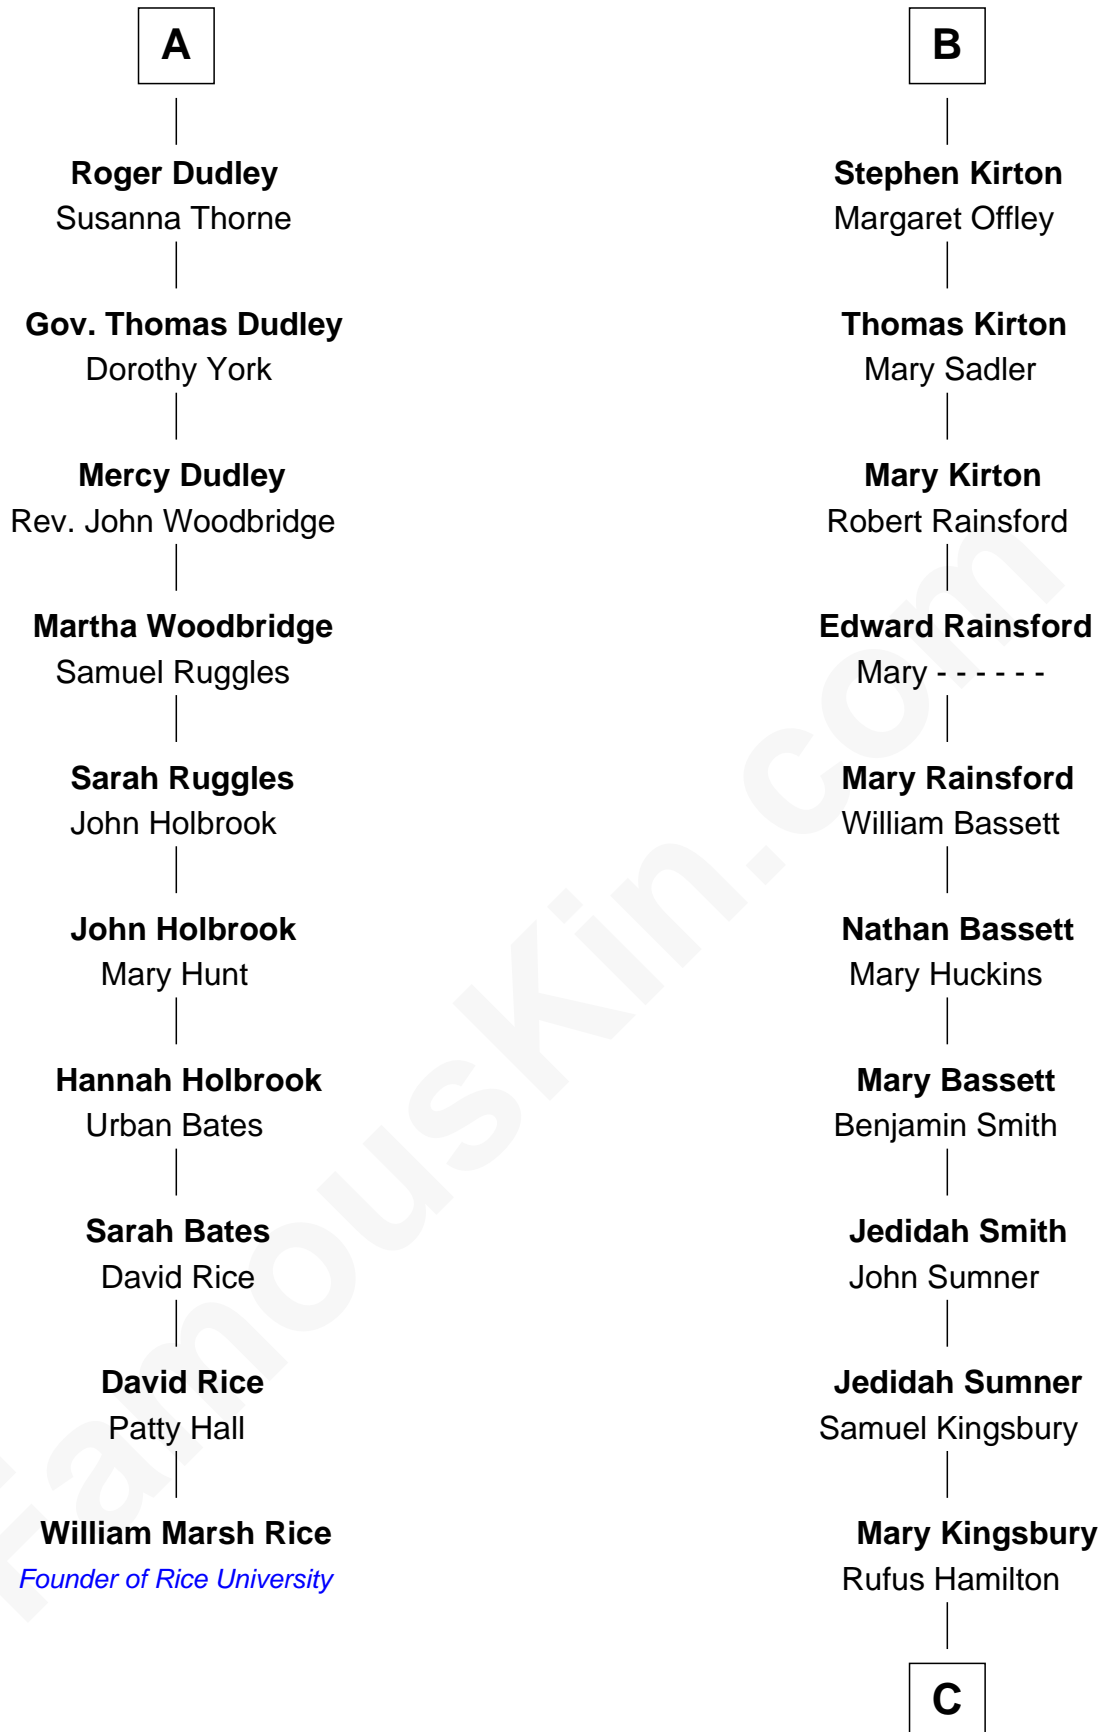 A
Roger Dudley
Susanna Thorne
Gov. Thomas Dudley
Dorothy York
Mercy Dudley
Rev. John Woodbridge
Martha Woodbridge
Samuel Ruggles
Sarah Ruggles
John Holbrook
John Holbrook
Mary Hunt
Hannah Holbrook
Urban Bates
Sarah Bates
David Rice
David Rice
Patty Hall
William Marsh Rice
Founder of Rice University
B
Stephen Kirton
Margaret Offley
Thomas Kirton
Mary Sadler
Mary Kirton
Robert Rainsford
Edward Rainsford
Mary - - - - - -
Mary Rainsford
William Bassett
Nathan Bassett
Mary Huckins
Mary Bassett
Benjamin Smith
Jedidah Smith
John Sumner
Jedidah Sumner
Samuel Kingsbury
Mary Kingsbury
Rufus Hamilton
C
FamousKin.com